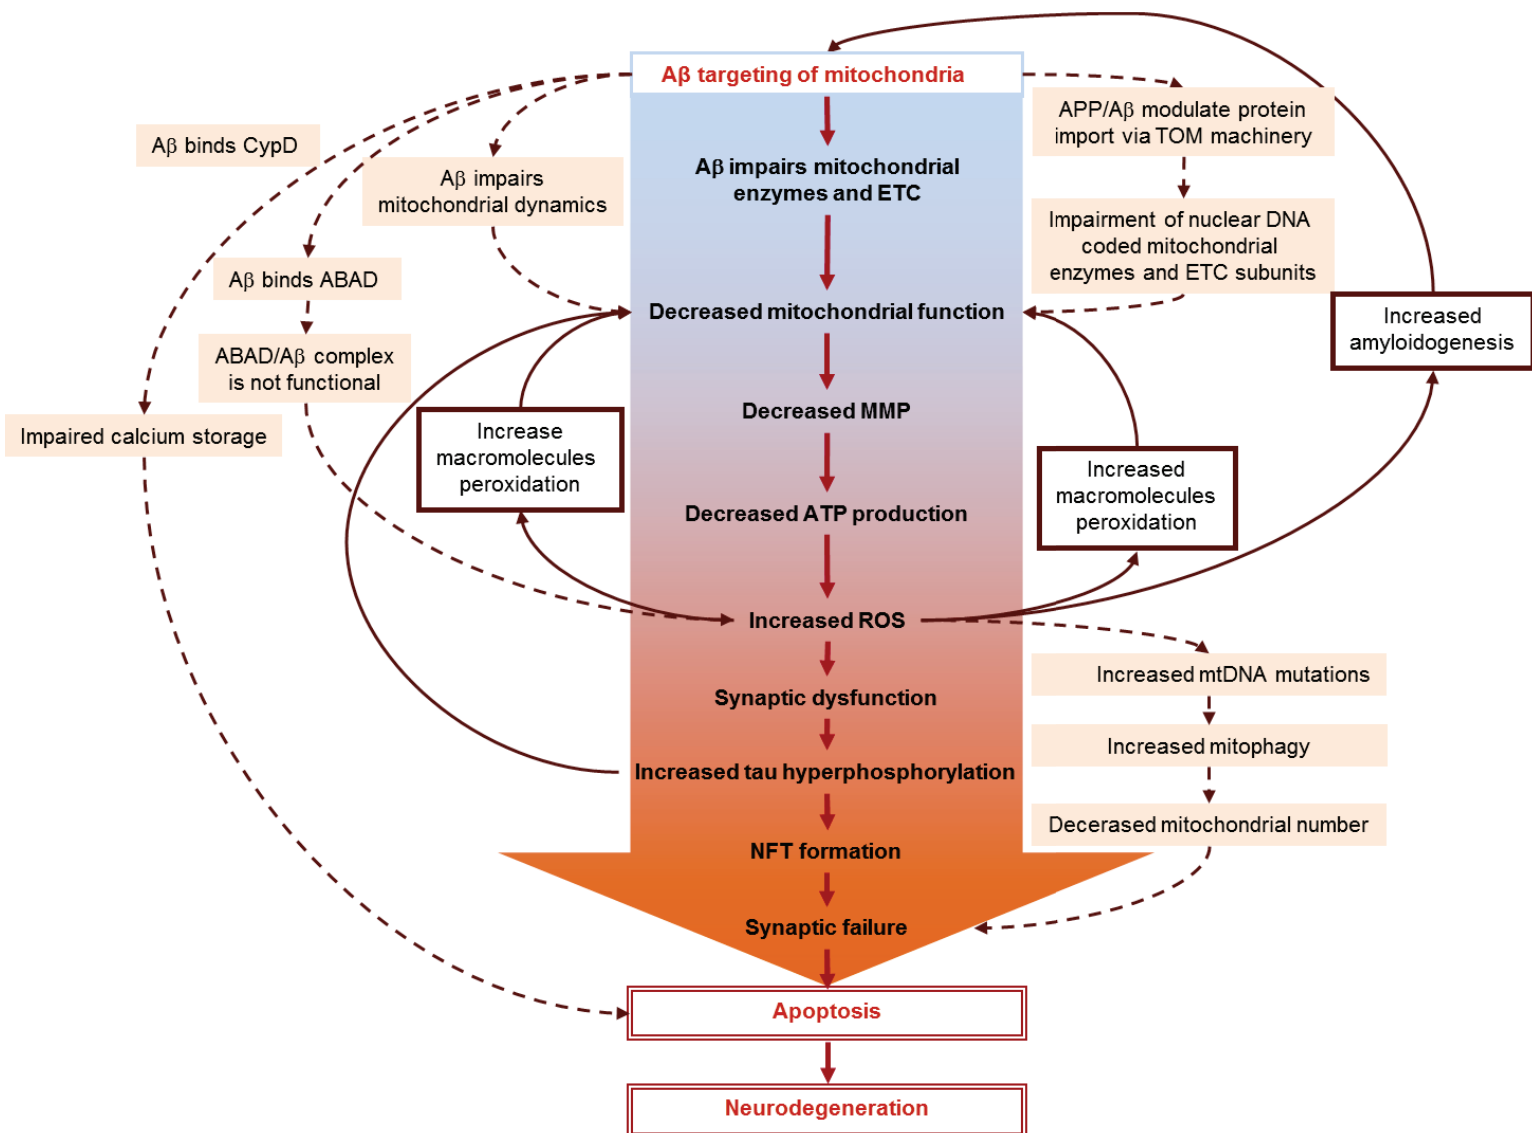 Aβ targeting of mitochondria
Aβ binds CypD
APP/Aβ modulate protein
import via TOM machinery
Aβ impairs
mitochondrial dynamics
Aβ impairs mitochondrial
enzymes and ETC
Impairment of nuclear DNA
coded mitochondrial
enzymes and ETC subunits
Aβ binds ABAD
Decreased mitochondrial function
Increased
amyloidogenesis
ABAD/Aβ complex
is not functional
Impaired calcium storage
Decreased MMP
Increase
macromolecules
peroxidation
Increased
macromolecules
peroxidation
Decreased ATP production
Increased ROS
Increased mtDNA mutations
Synaptic dysfunction
Increased mitophagy
Increased tau hyperphosphorylation
Decerased mitochondrial number
NFT formation
Synaptic failure
Apoptosis
Neurodegeneration